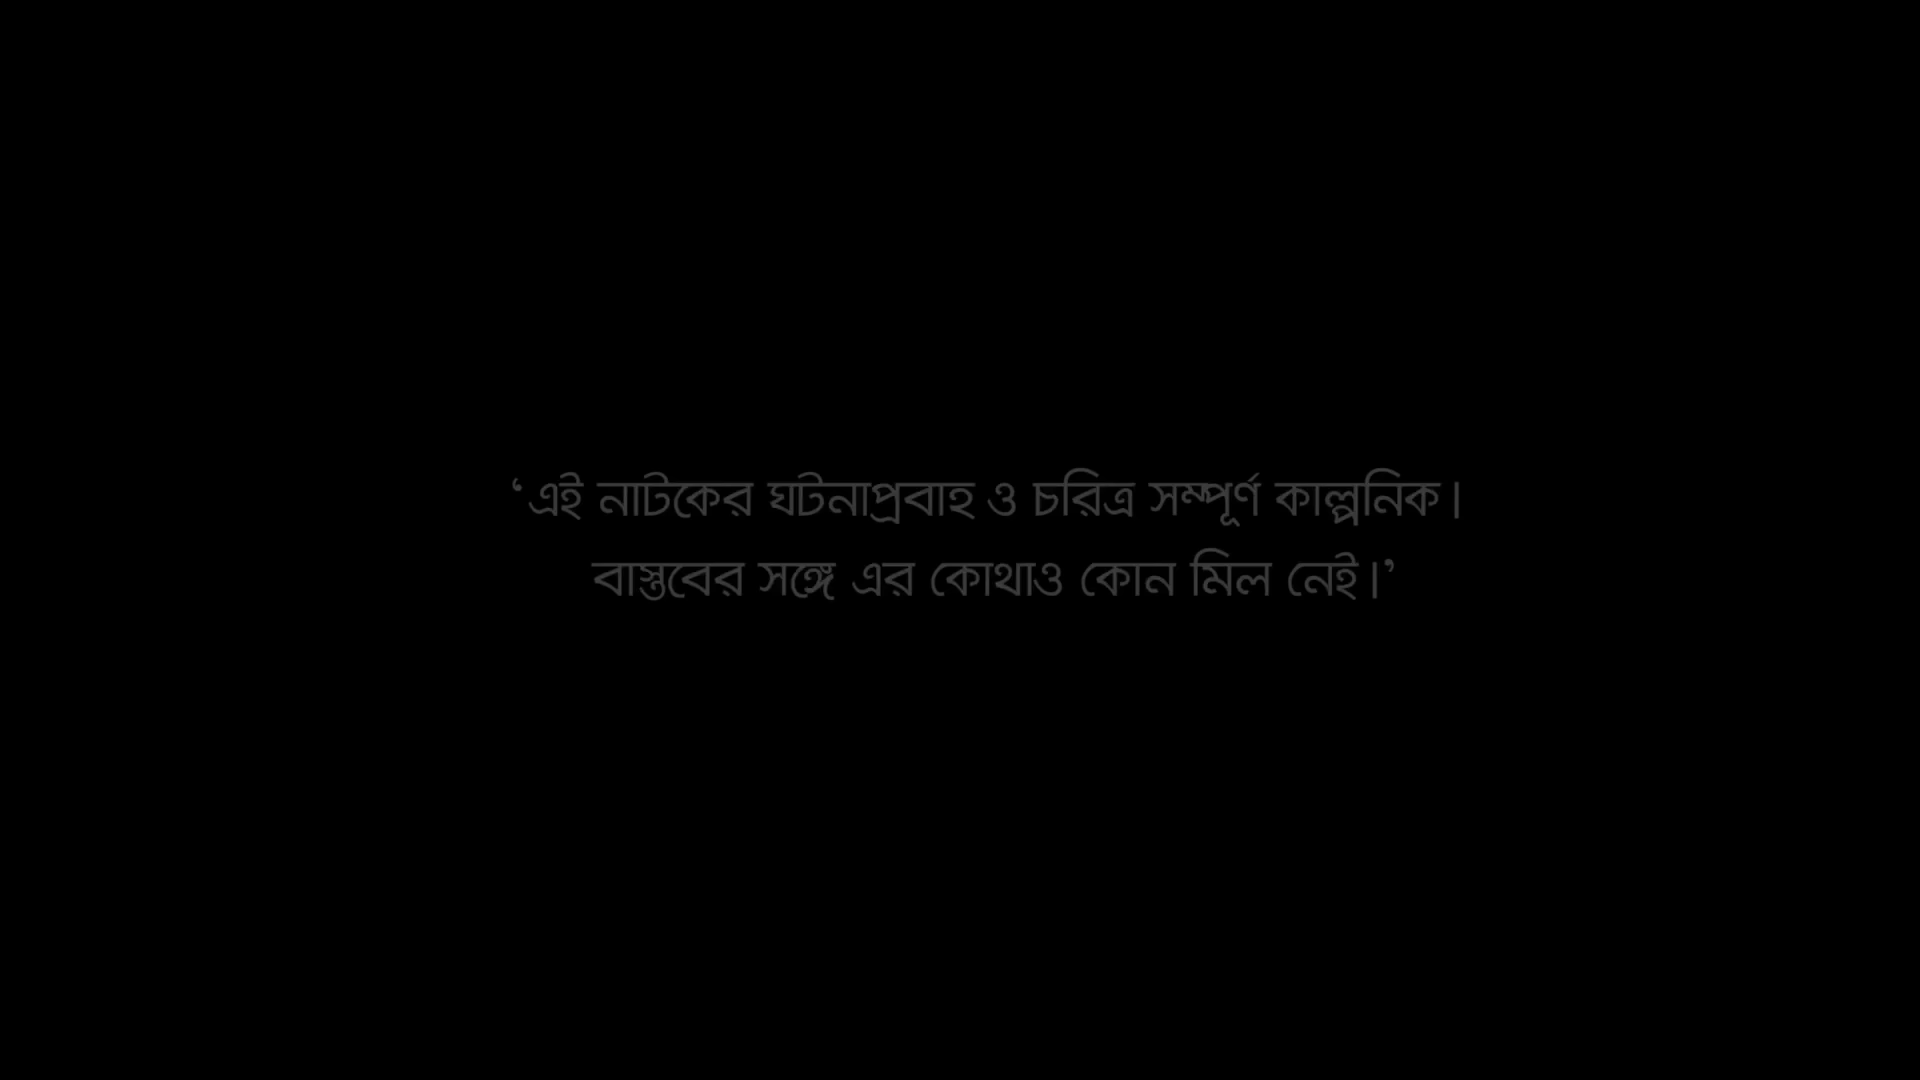 ‘এই নাটকের ঘটনাপ্রবাহ ও চরিত্র সম্পূর্ণ কাল্পনিক।
বাস্তবের সঙ্গে এর কোথাও কোন মিল নেই।’